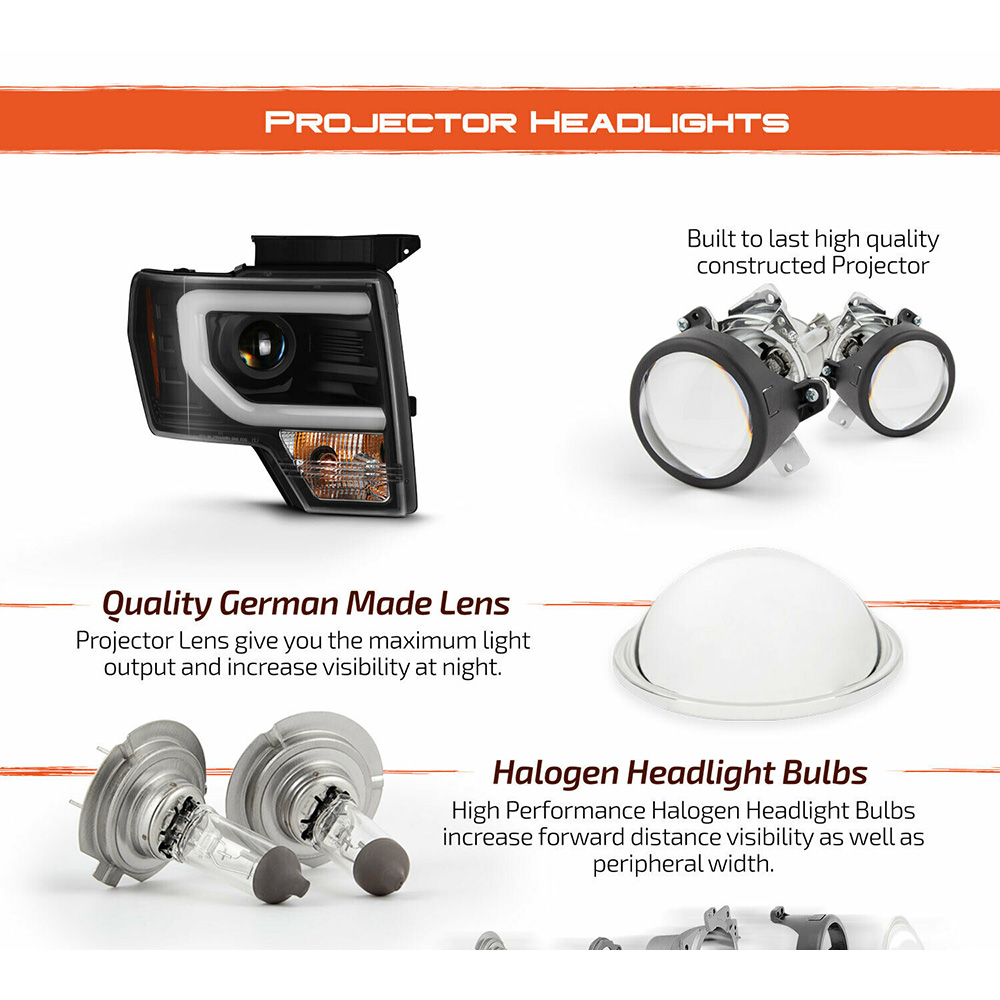 PROJECTOR HEADLIGHTS
Built to last high quality
constructed Projector
Quality German Made Lens
Projector Lens give you the maximum light
output and increase visibility at night.
Halogen Headlight Bulbs
High Performance Halogen Headlight Bulbs
increase forward distance visibility as well as
peripheral width.